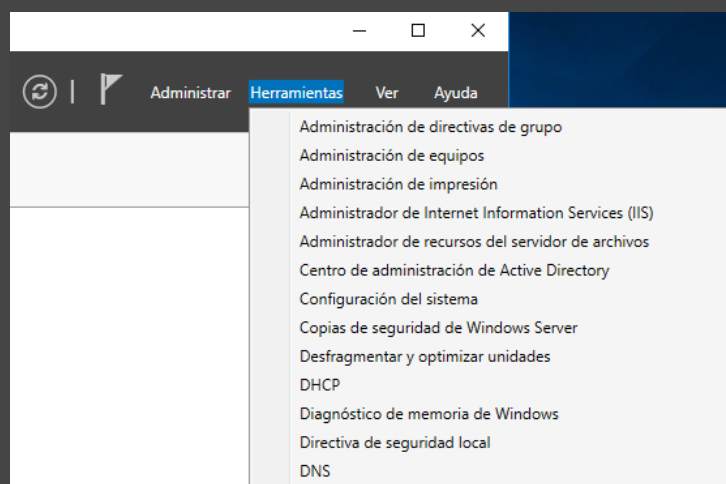 Administrar Herramientas Ver Ayuda
Administración de directivas de grupo
Administración de equipos
Administración de impresión
Administrador de Internet Information Services (IIS)
Administrador de recursos del servidor de archivos
Centro de administración de Active Directory
Configuración del sistema
Copias de seguridad de Windows Server
Desfragmentar y optimizar unidades
DHCP
Diagnóstico de memoria de Windows
Directiva de seguridad local
DNS